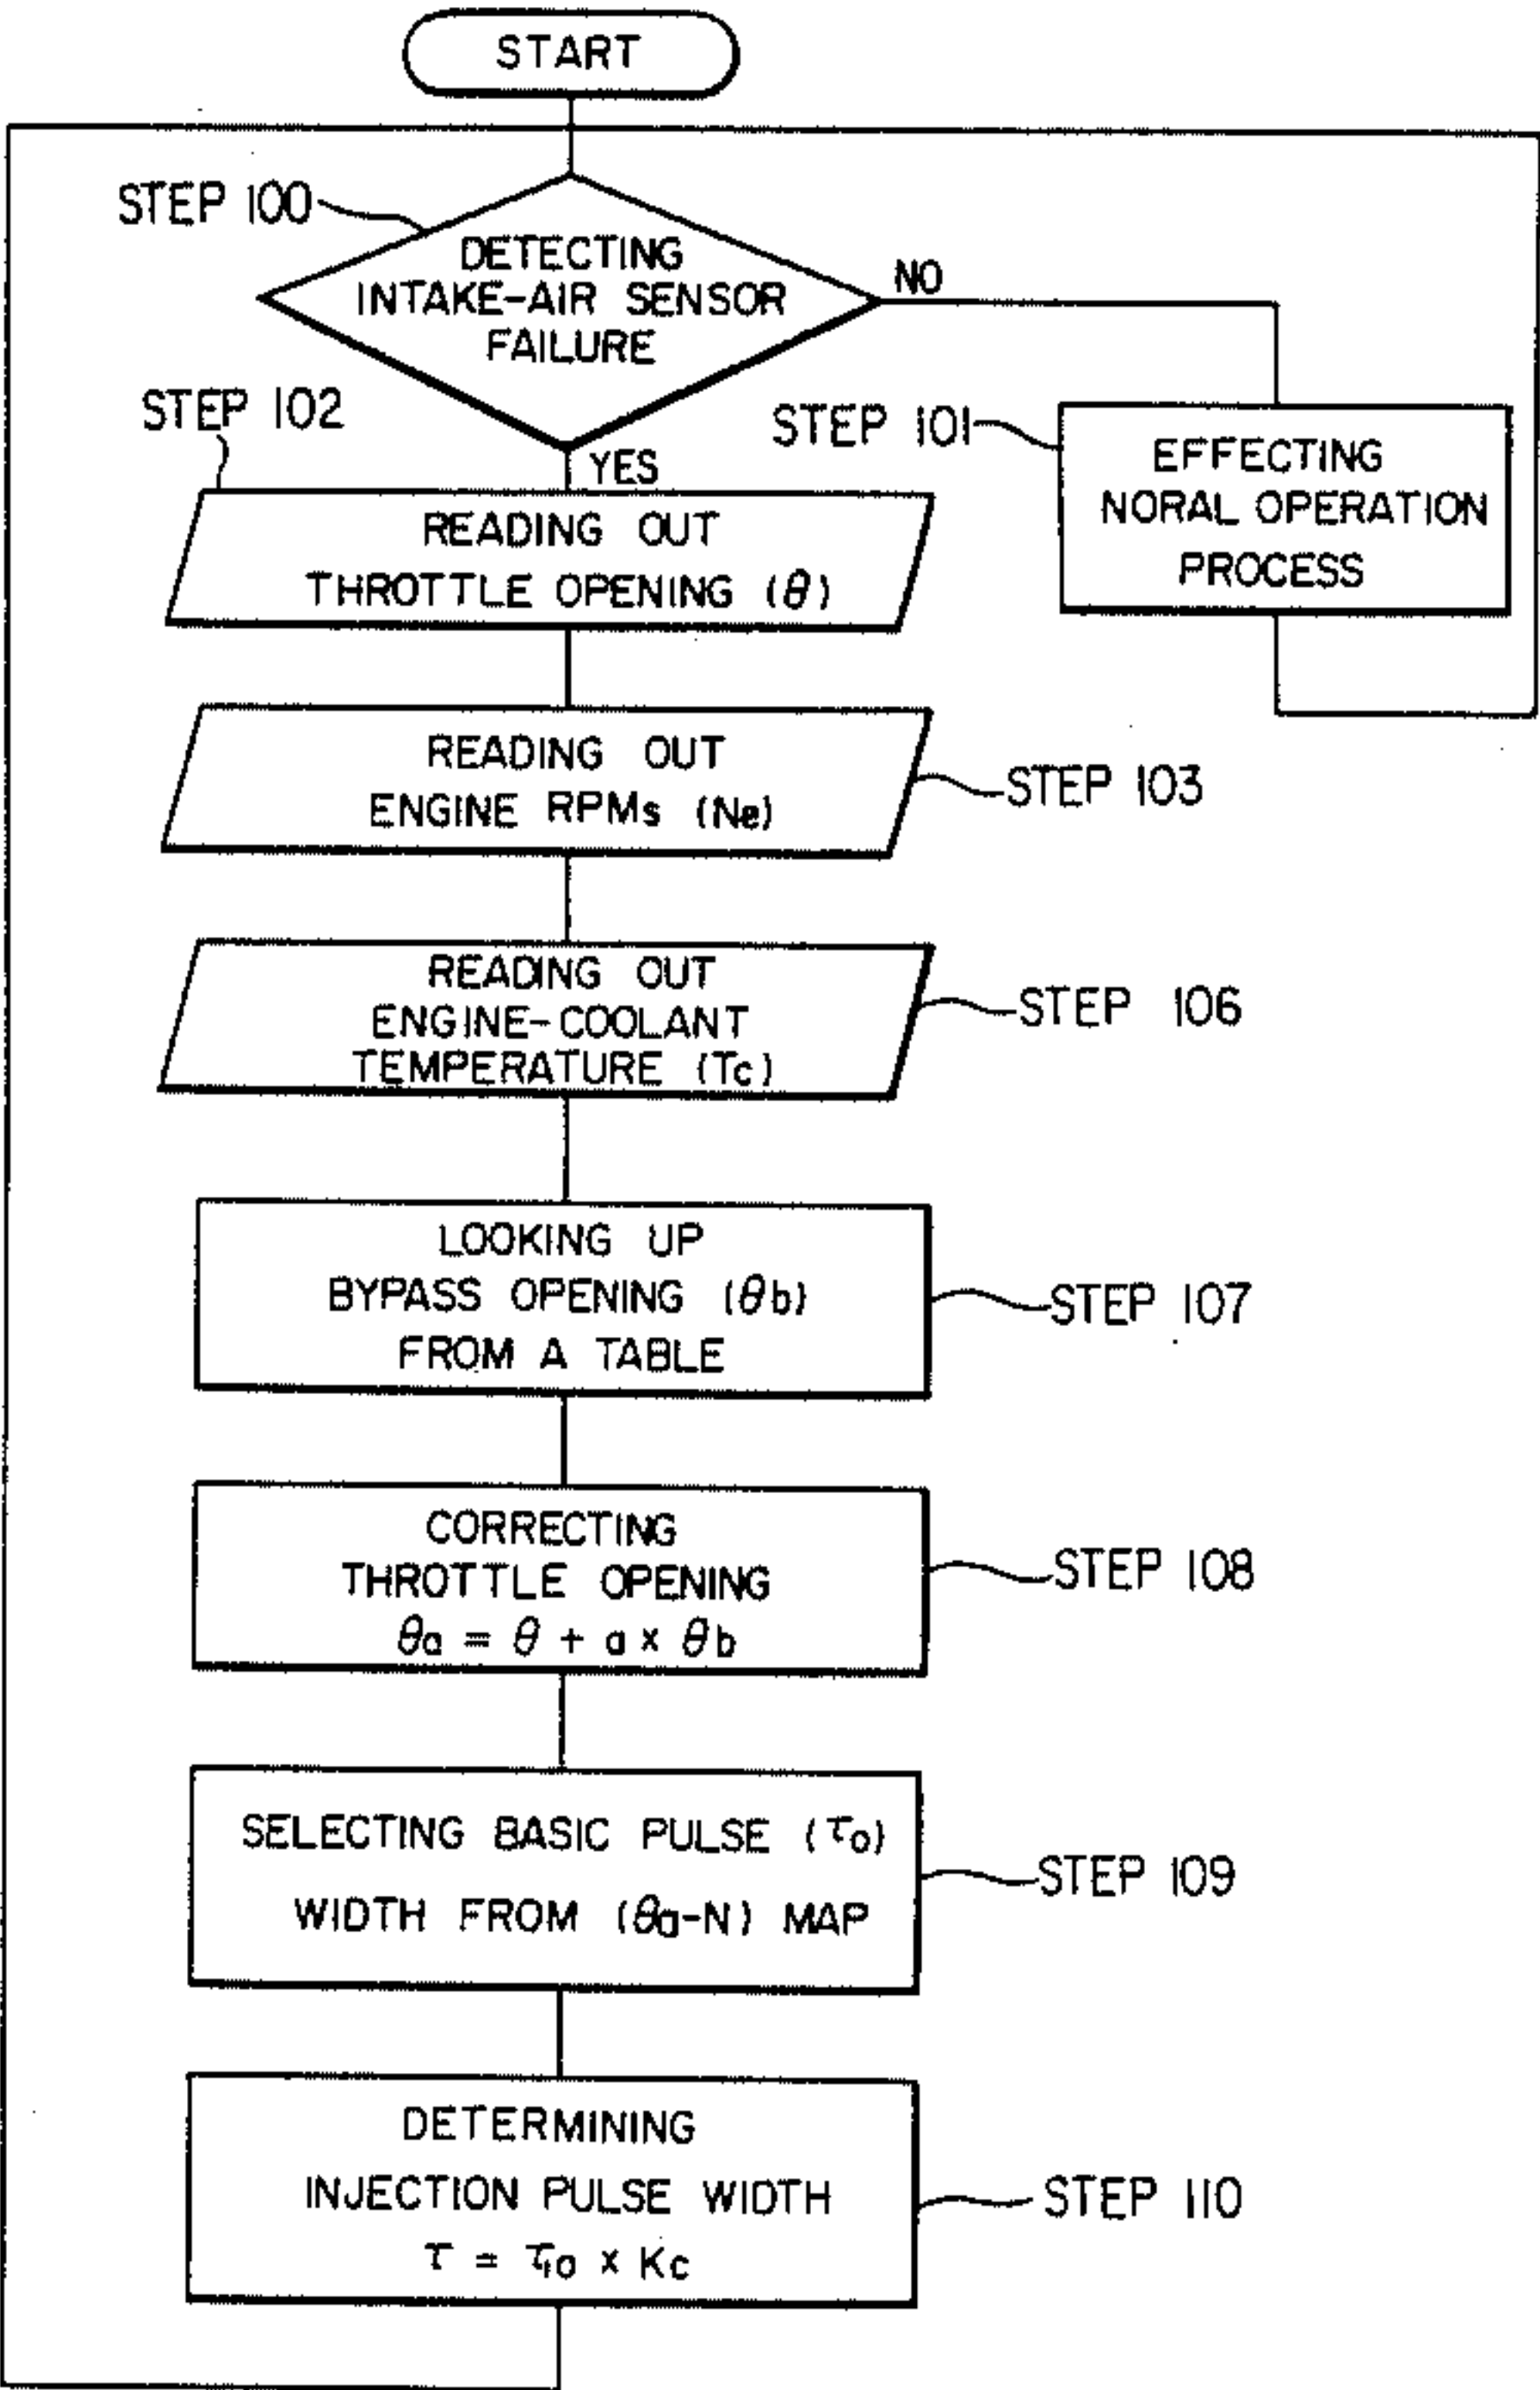 START
STEP 100
DETECTING
INTAKE-AIR SENSOR
FAILURE
NO
STEP 102
YES
STEP 101
EFFECTING
NORAL OPERATION
PROCESS
READING OUT
THROTTLE OPENING (θ)
READING OUT
ENGINE RPMs (Ne)
STEP 103
READING OUT
ENGINE-COOLANT
TEMPERATURE (Tc)
STEP 106
LOOKING UP
BYPASS OPENING (θb)
FROM A TABLE
STEP 107
CORRECTING
THROTTLE OPENING
θa = θ + a × θb
STEP 108
SELECTING BASIC PULSE (τo)
WIDTH FROM (θa-N) MAP
STEP 109
DETERMINING
INJECTION PULSE WIDTH
τ = τo × Kc
STEP 110